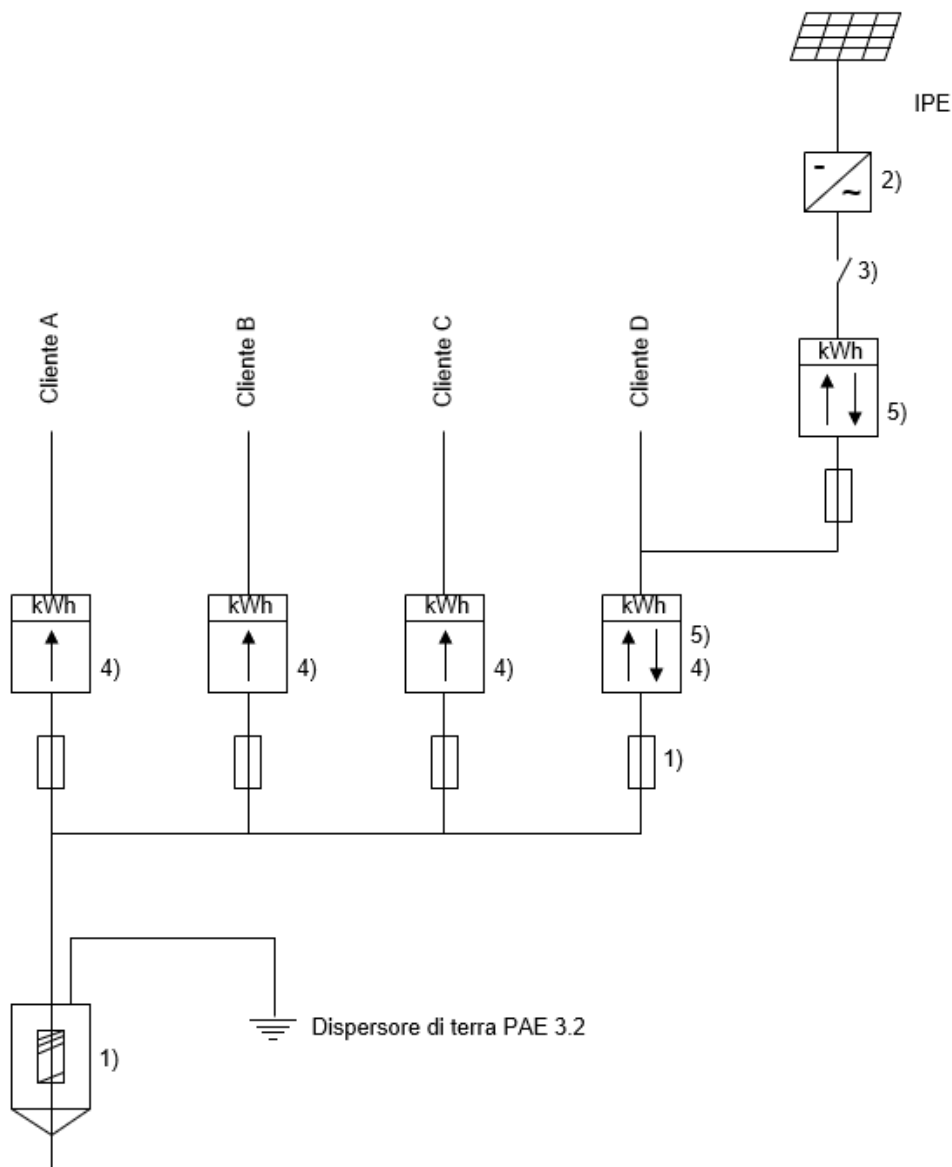 IPE
-
~
2)
3)
Cliente A
Cliente B
Cliente C
Cliente D
kWh
5)
kWh
4)
kWh
4)
kWh
4)
kWh
5)
4)
1)
Dispersore di terra PAE 3.2
1)